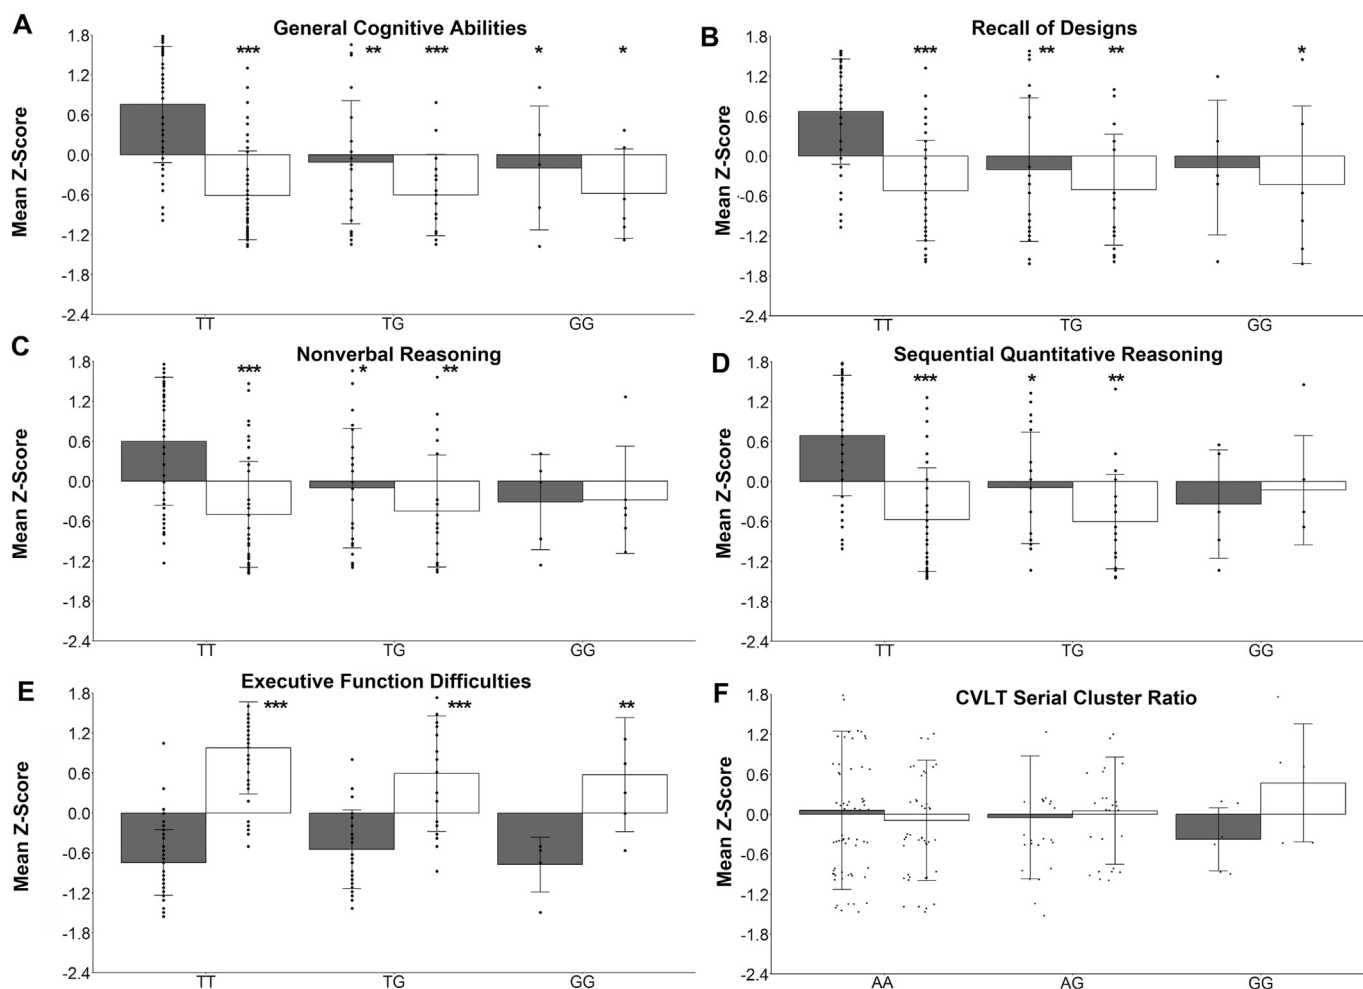 A
General Cognitive Abilities
Mean Z-Score
1.8
1.2
0.6
0.0
-0.6
-1.2
-1.8
-2.4
*** ** *** * *
TT TG GG
B
Recall of Designs
Mean Z-Score
1.8
1.2
0.6
0.0
-0.6
-1.2
-1.8
-2.4
*** ** ** *
TT TG GG
C
Nonverbal Reasoning
Mean Z-Score
1.8
1.2
0.6
0.0
-0.6
-1.2
-1.8
-2.4
*** * **
TT TG GG
D
Sequential Quantitative Reasoning
Mean Z-Score
1.8
1.2
0.6
0.0
-0.6
-1.2
-1.8
-2.4
*** * **
TT TG GG
E
Executive Function Difficulties
Mean Z-Score
1.8
1.2
0.6
0.0
-0.6
-1.2
-1.8
-2.4
*** *** **
TT TG GG
F
CVLT Serial Cluster Ratio
Mean Z-Score
1.8
1.2
0.6
0.0
-0.6
-1.2
-1.8
-2.4
AA AG GG